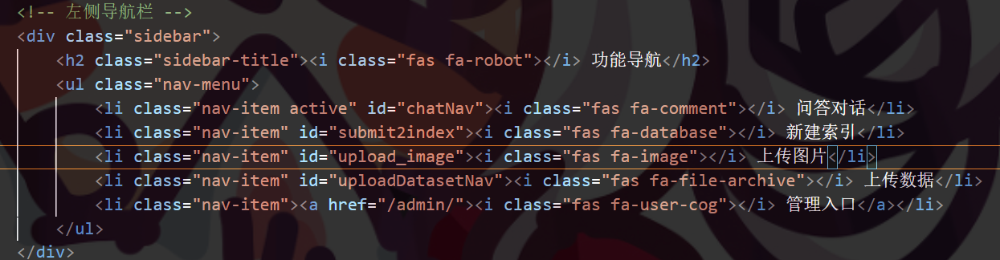 <!-- 左侧导航栏 -->
<div class="sidebar">
<h2 class="sidebar-title"><i class="fas fa-robot"></i> 功能导航</h2>
<ul class="nav-menu">
<li class="nav-item active" id="chatNav"><i class="fas fa-comment"></i> 问答对话</li>
<li class="nav-item" id="submit2index"><i class="fas fa-database"></i> 新建索引</li>
<li class="nav-item" id="upload_image"><i class="fas fa-image"></i> 上传图片</li>
<li class="nav-item" id="uploadDatasetNav"><i class="fas fa-file-archive"></i> 上传数据</li>
<li class="nav-item"><a href="/admin/"><i class="fas fa-user-cog"></i> 管理入口</a></li>
</ul>
</div>